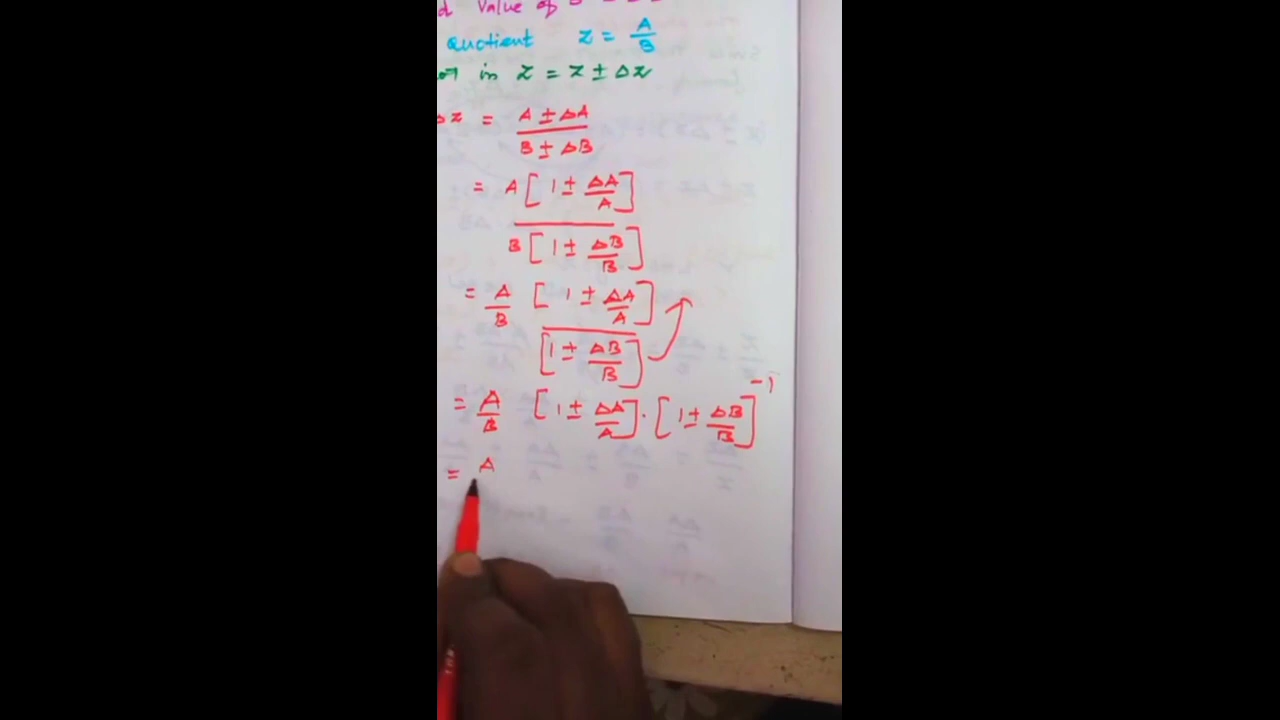 Value of B
quotient Z = A/B
in Z = Z ± ΔZ
ΔZ = A ± ΔA / B ± ΔB
= A [ 1 ± ΔA/A ] / B [ 1 ± ΔB/B ]
= A/B [ 1 ± ΔA/A ] / [ 1 ± ΔB/B ]
= A/B [ 1 ± ΔA/A ] . [ 1 ± ΔB/B ]⁻¹
= A